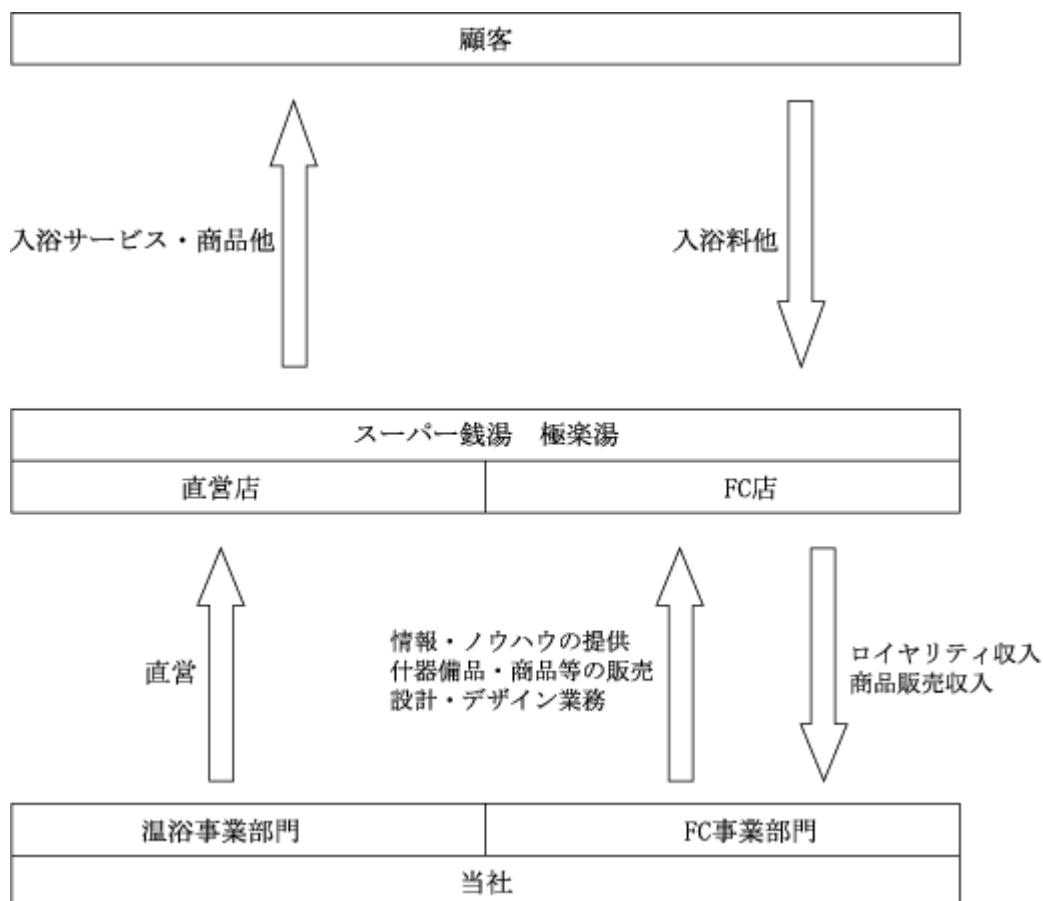 顧客
入浴サービス・商品他
入浴料他
スーパー銭湯　極楽湯
直営店
FC店
直営
情報・ノウハウの提供
什器備品・商品等の販売
設計・デザイン業務
ロイヤリティ収入
商品販売収入
温浴事業部門
FC事業部門
当社